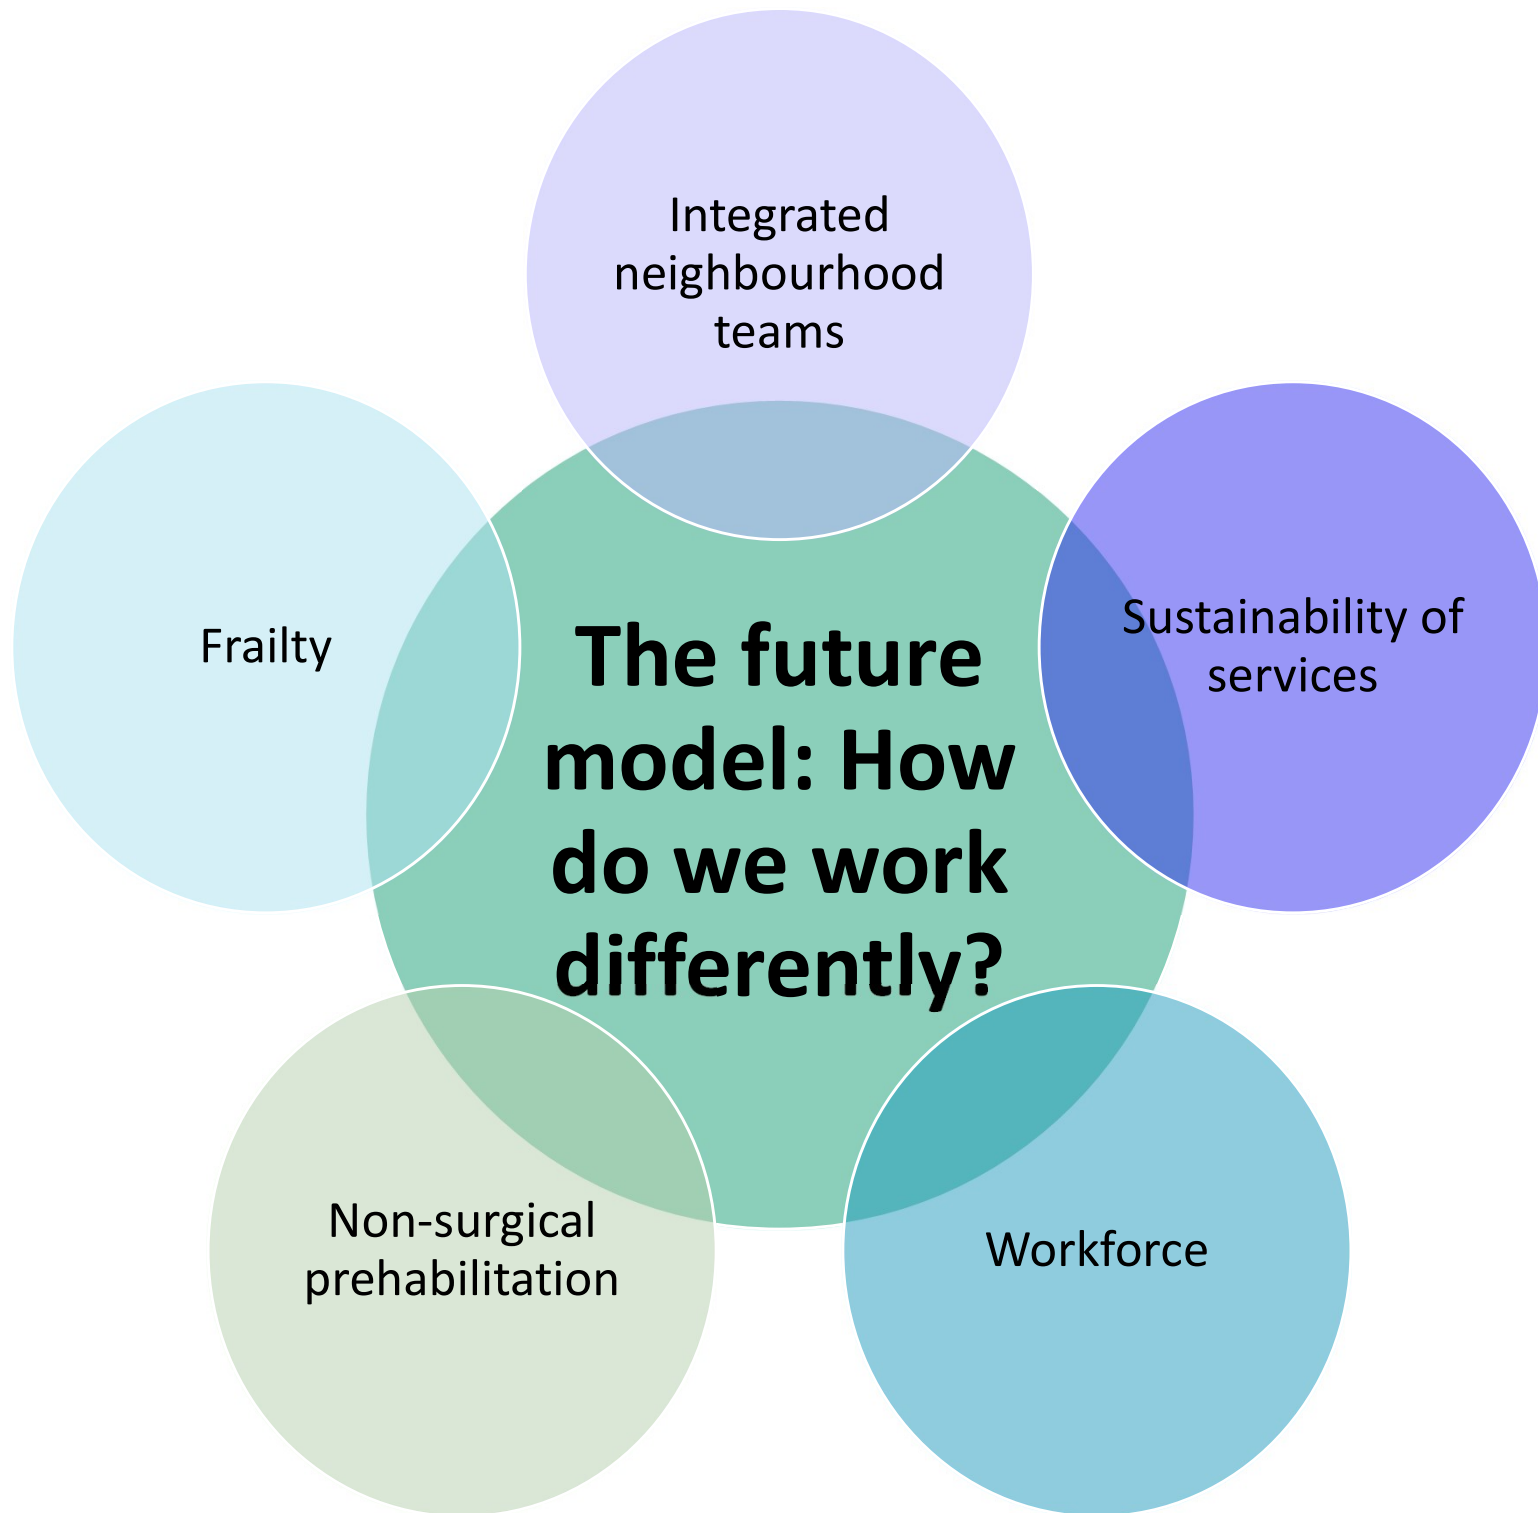 Integrated
neighbourhood
teams
Frailty
Sustainability of
services
The future
model: How
do we work
differently?
Non-surgical
prehabilitation
Workforce